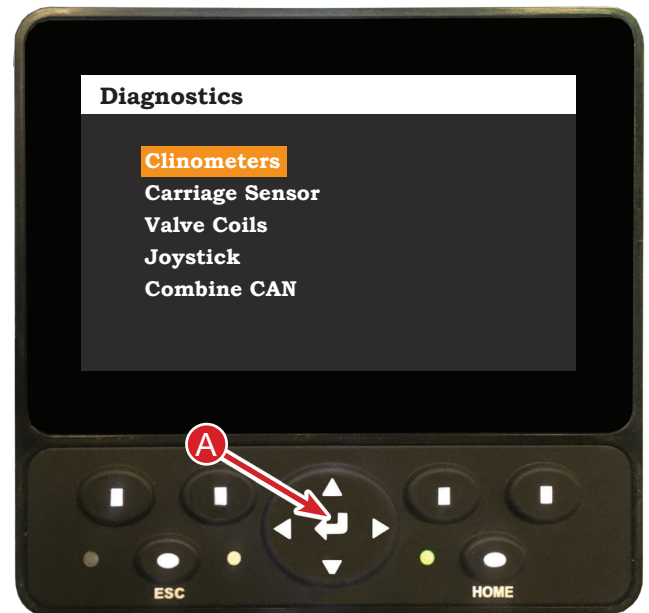 Diagnostics
Clinometers
Carriage Sensor
Valve Coils
Joystick
Combine CAN
A
ESC
HOME